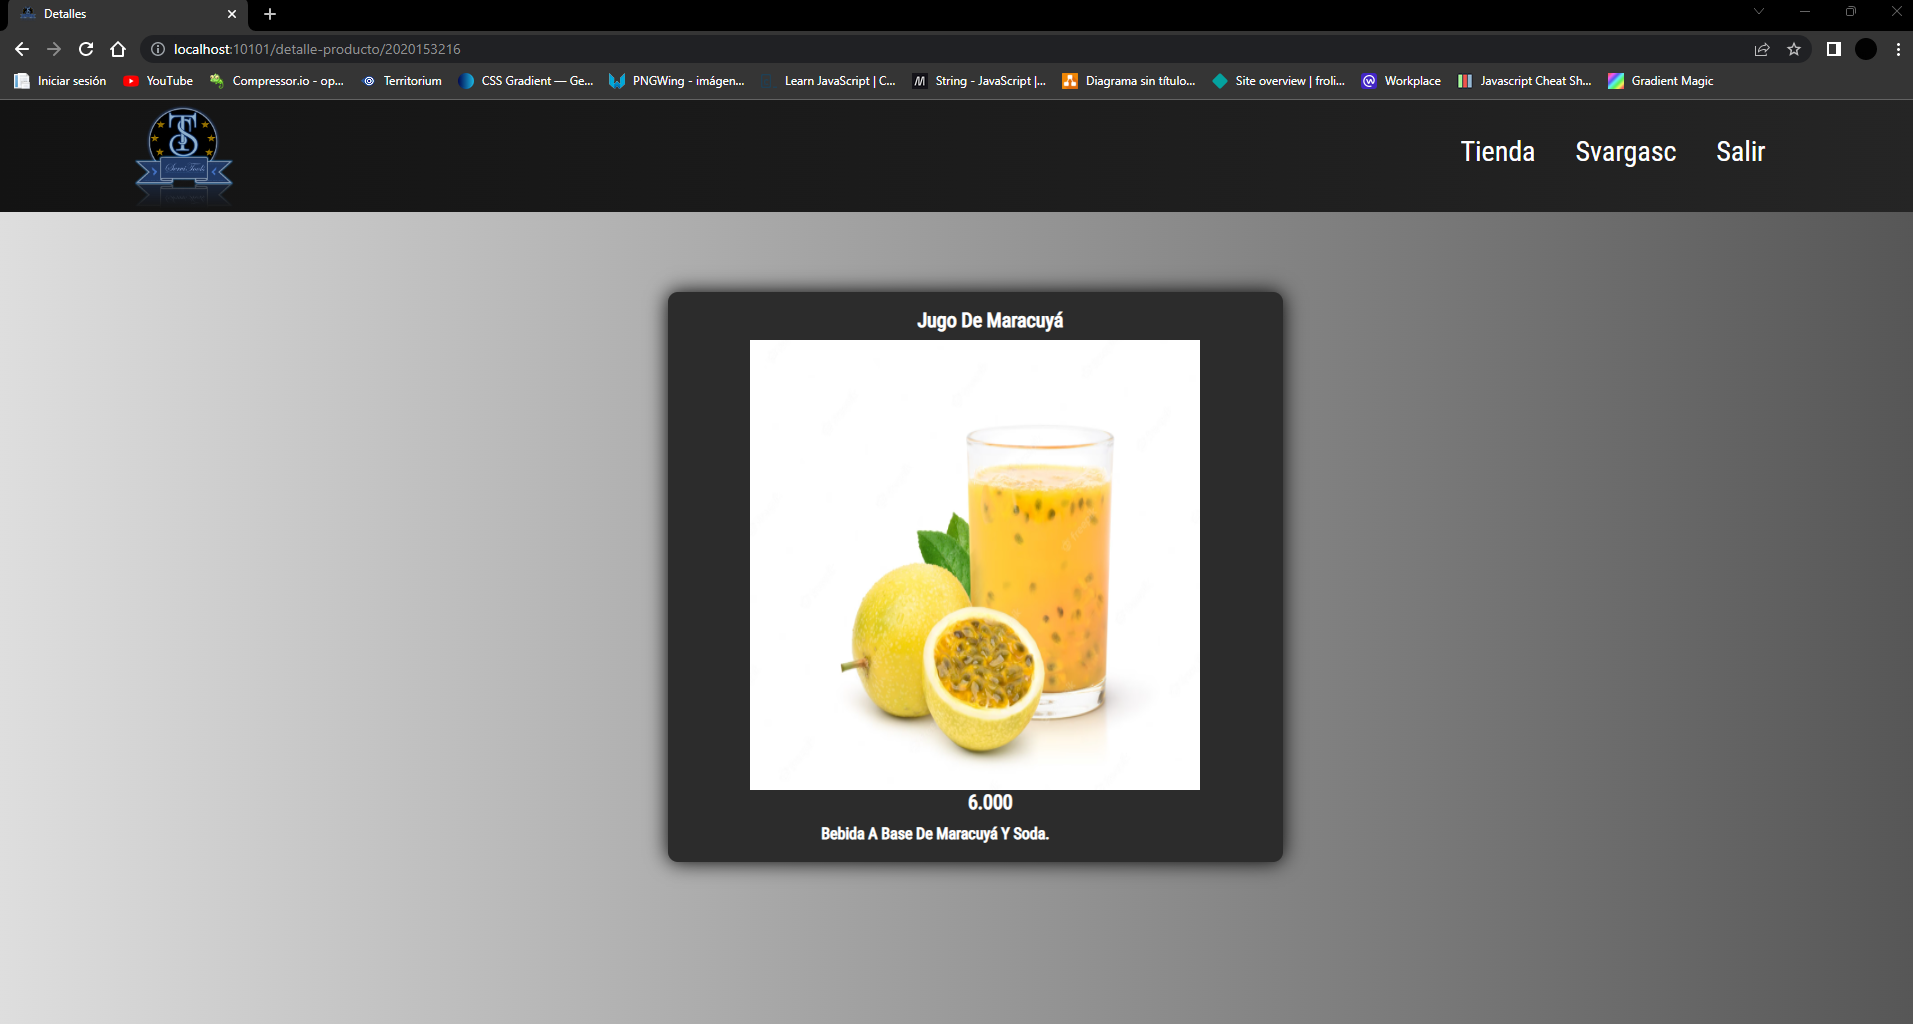 Detalles
localhost:10101/detalle-producto/2020153216
Iniciar sesión YouTube Compressor.io - op... Territorium CSS Gradient — Ge... PNGWing - imágen... Learn JavaScript | C... String - JavaScript |... Diagrama sin título... Site overview | froli... Workplace Javascript Cheat Sh... Gradient Magic
Tienda Svargasc Salir
Jugo De Maracuyá
6.000
Bebida A Base De Maracuyá Y Soda.